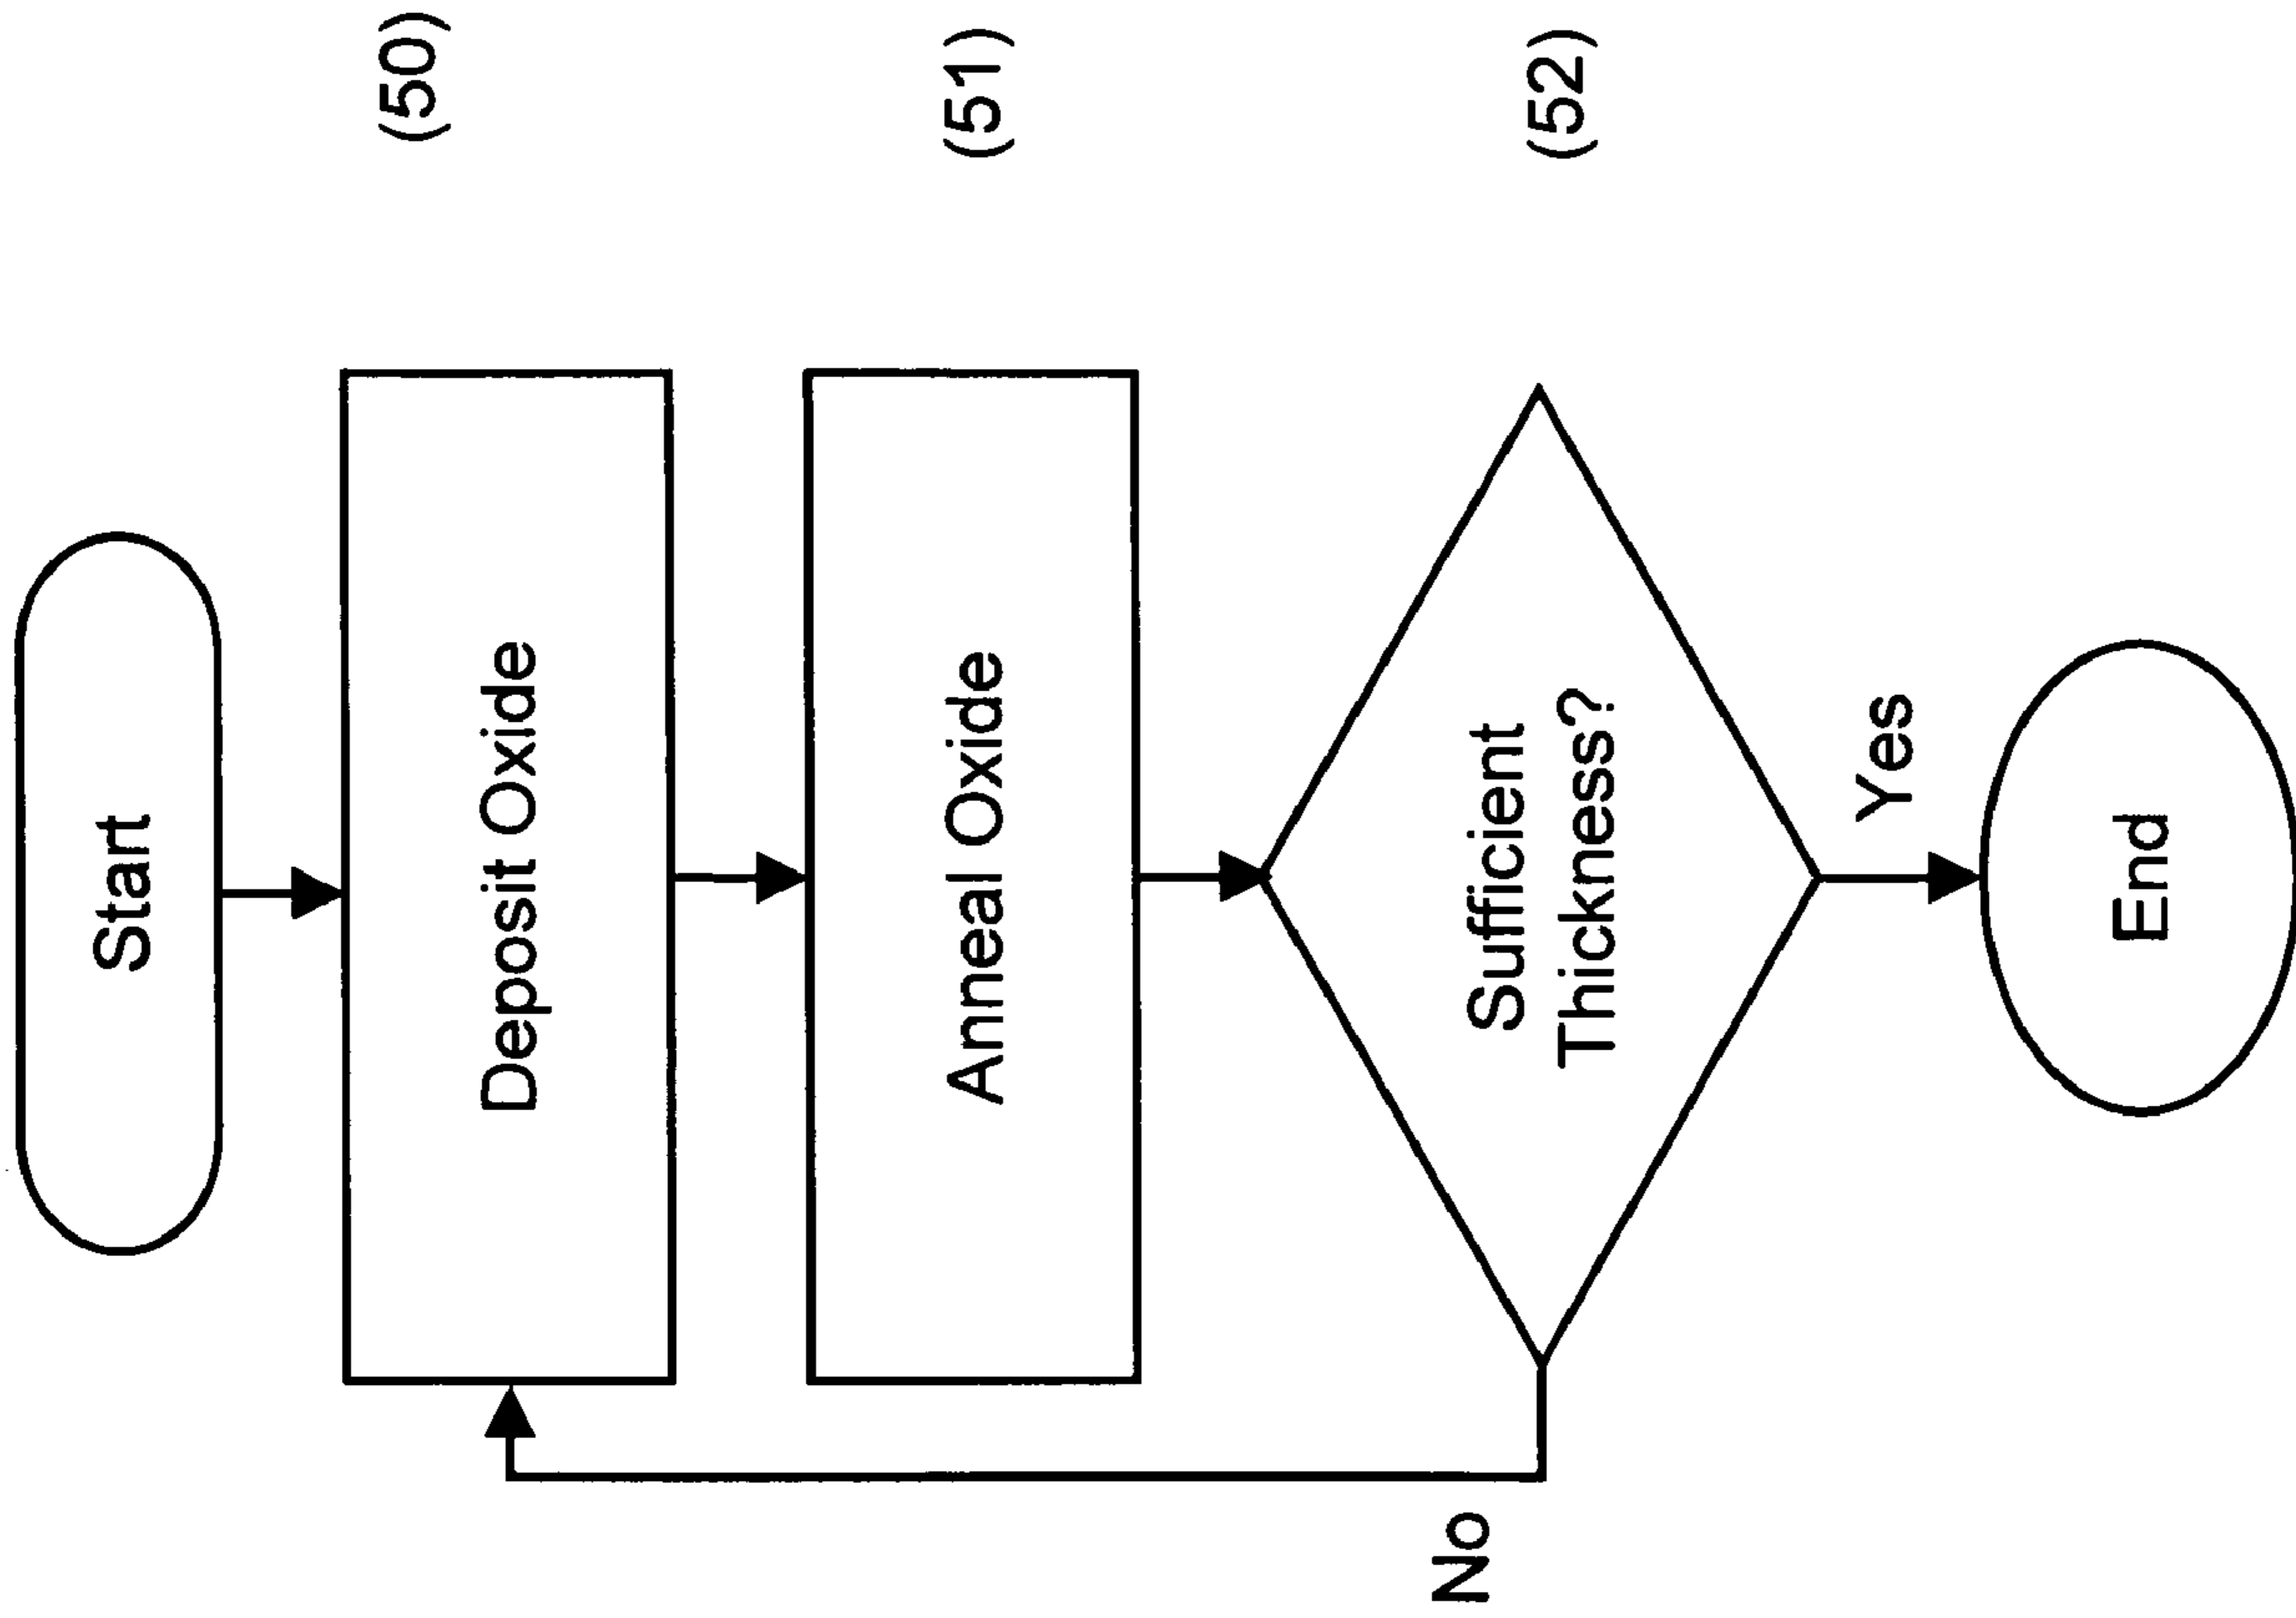 Start
(50)
Deposit Oxide
(51)
Anneal Oxide
(52)
Sufficient
Thickness?
No
Yes
End